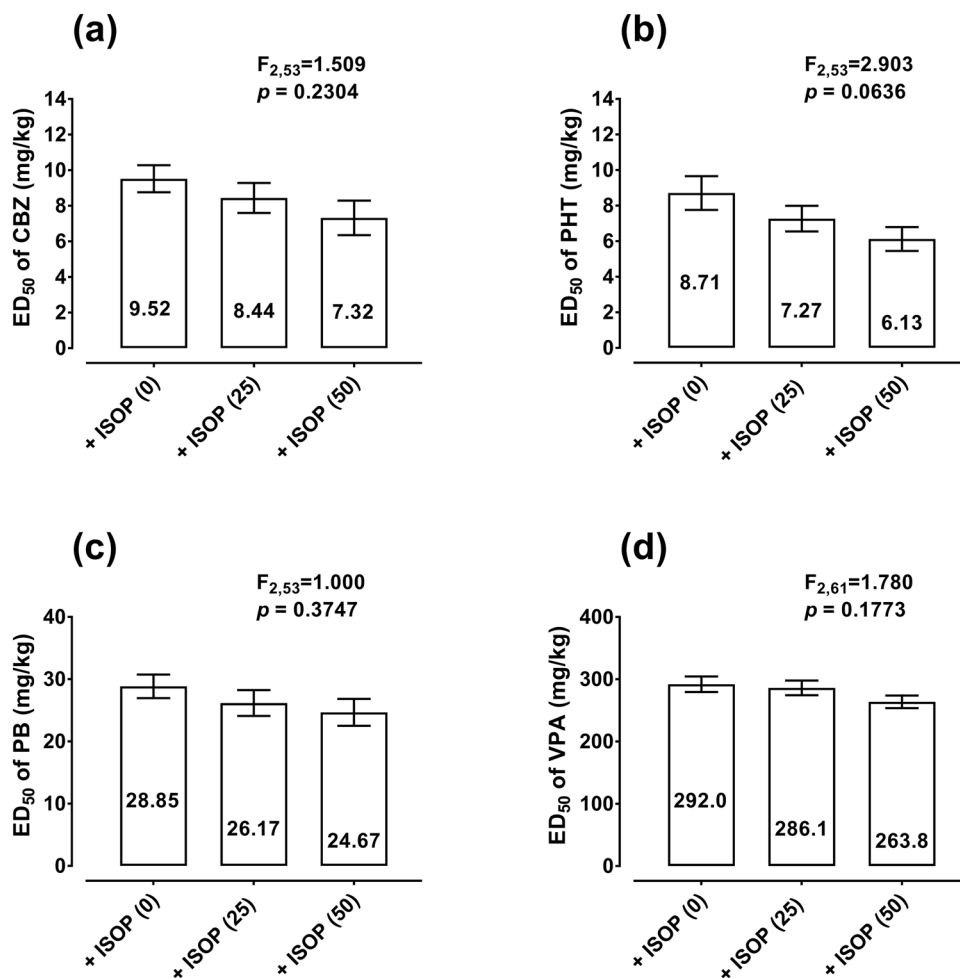 (a)
F2,53=1.509
p = 0.2304
ED50 of CBZ (mg/kg)
14
12
10
8
6
4
2
0
9.52
8.44
7.32
+ ISOP (0)
+ ISOP (25)
+ ISOP (50)
(b)
F2,53=2.903
p = 0.0636
ED50 of PHT (mg/kg)
14
12
10
8
6
4
2
0
8.71
7.27
6.13
+ ISOP (0)
+ ISOP (25)
+ ISOP (50)
(c)
F2,53=1.000
p = 0.3747
ED50 of PB (mg/kg)
40
30
20
10
0
28.85
26.17
24.67
+ ISOP (0)
+ ISOP (25)
+ ISOP (50)
(d)
F2,61=1.780
p = 0.1773
ED50 of VPA (mg/kg)
400
300
200
100
0
292.0
286.1
263.8
+ ISOP (0)
+ ISOP (25)
+ ISOP (50)